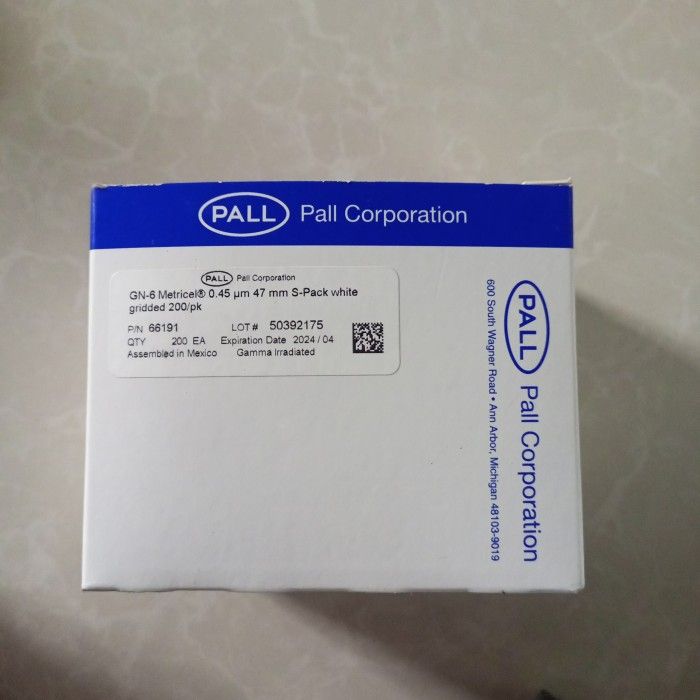 PALL Pall Corporation
PALL Pall Corporation
GN-6 Metricel® 0.45 µm 47 mm S-Pack white
gridded 200/pk
P/N 66191 LOT # 50392175
QTY 200 EA Expiration Date 2024 / 04
Assembled in Mexico Gamma Irradiated
PALL Pall Corporation
600 South Wagner Road • Ann Arbor, Michigan 48103-9019